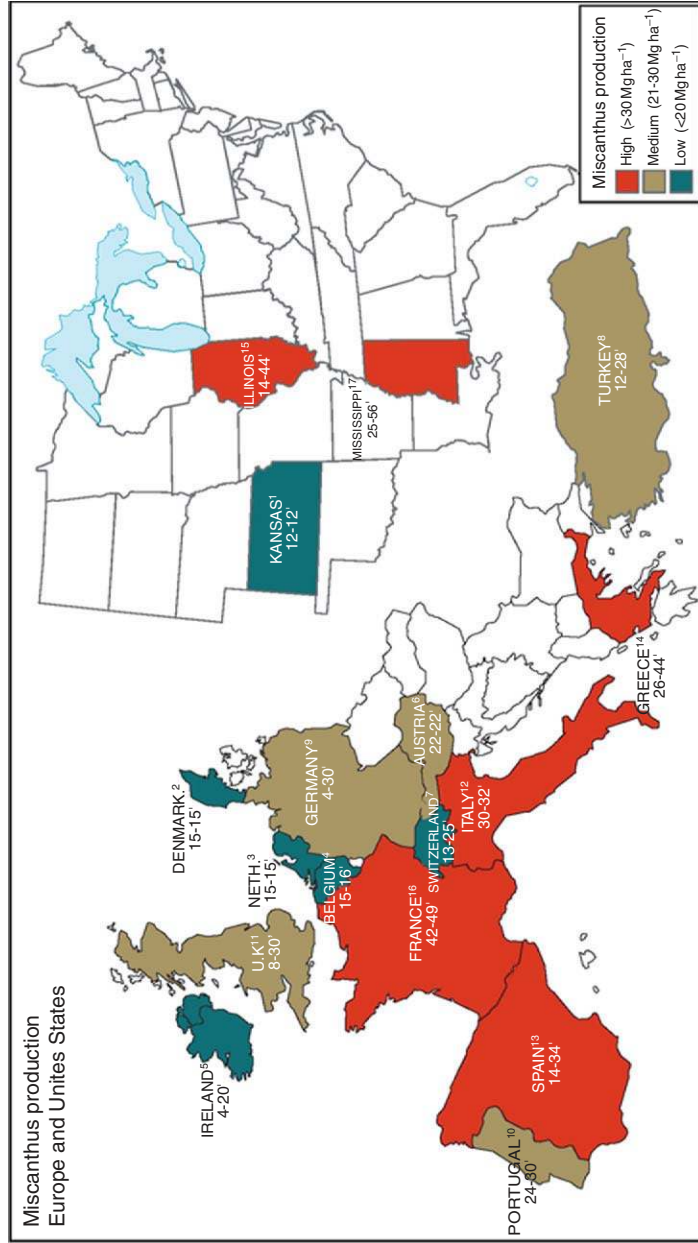 Miscanthus production
Europe and Unites States
IRELAND⁵
4-20'
U.K¹¹
8-30'
DENMARK.²
15-15'
NETH.³
15-15'
BELGIUM⁴
15-16'
GERMANY⁹
4-30'
PORTUGAL¹⁰
24-30'
SPAIN¹³
14-34'
FRANCE¹⁶
42-49'
SWITZERLAND⁷
13-25'
AUSTRIA⁶
22-22'
ITALY¹²
30-32'
GREECE¹⁴
26-44'
TURKEY⁸
12-28'
KANSAS¹
12-12'
ILLINOIS¹⁵
14-44'
MISSISSIPPI¹⁷
25-56'
Miscanthus production
High (>30 Mg ha⁻¹)
Medium (21-30 Mg ha⁻¹)
Low (<20 Mg ha⁻¹)